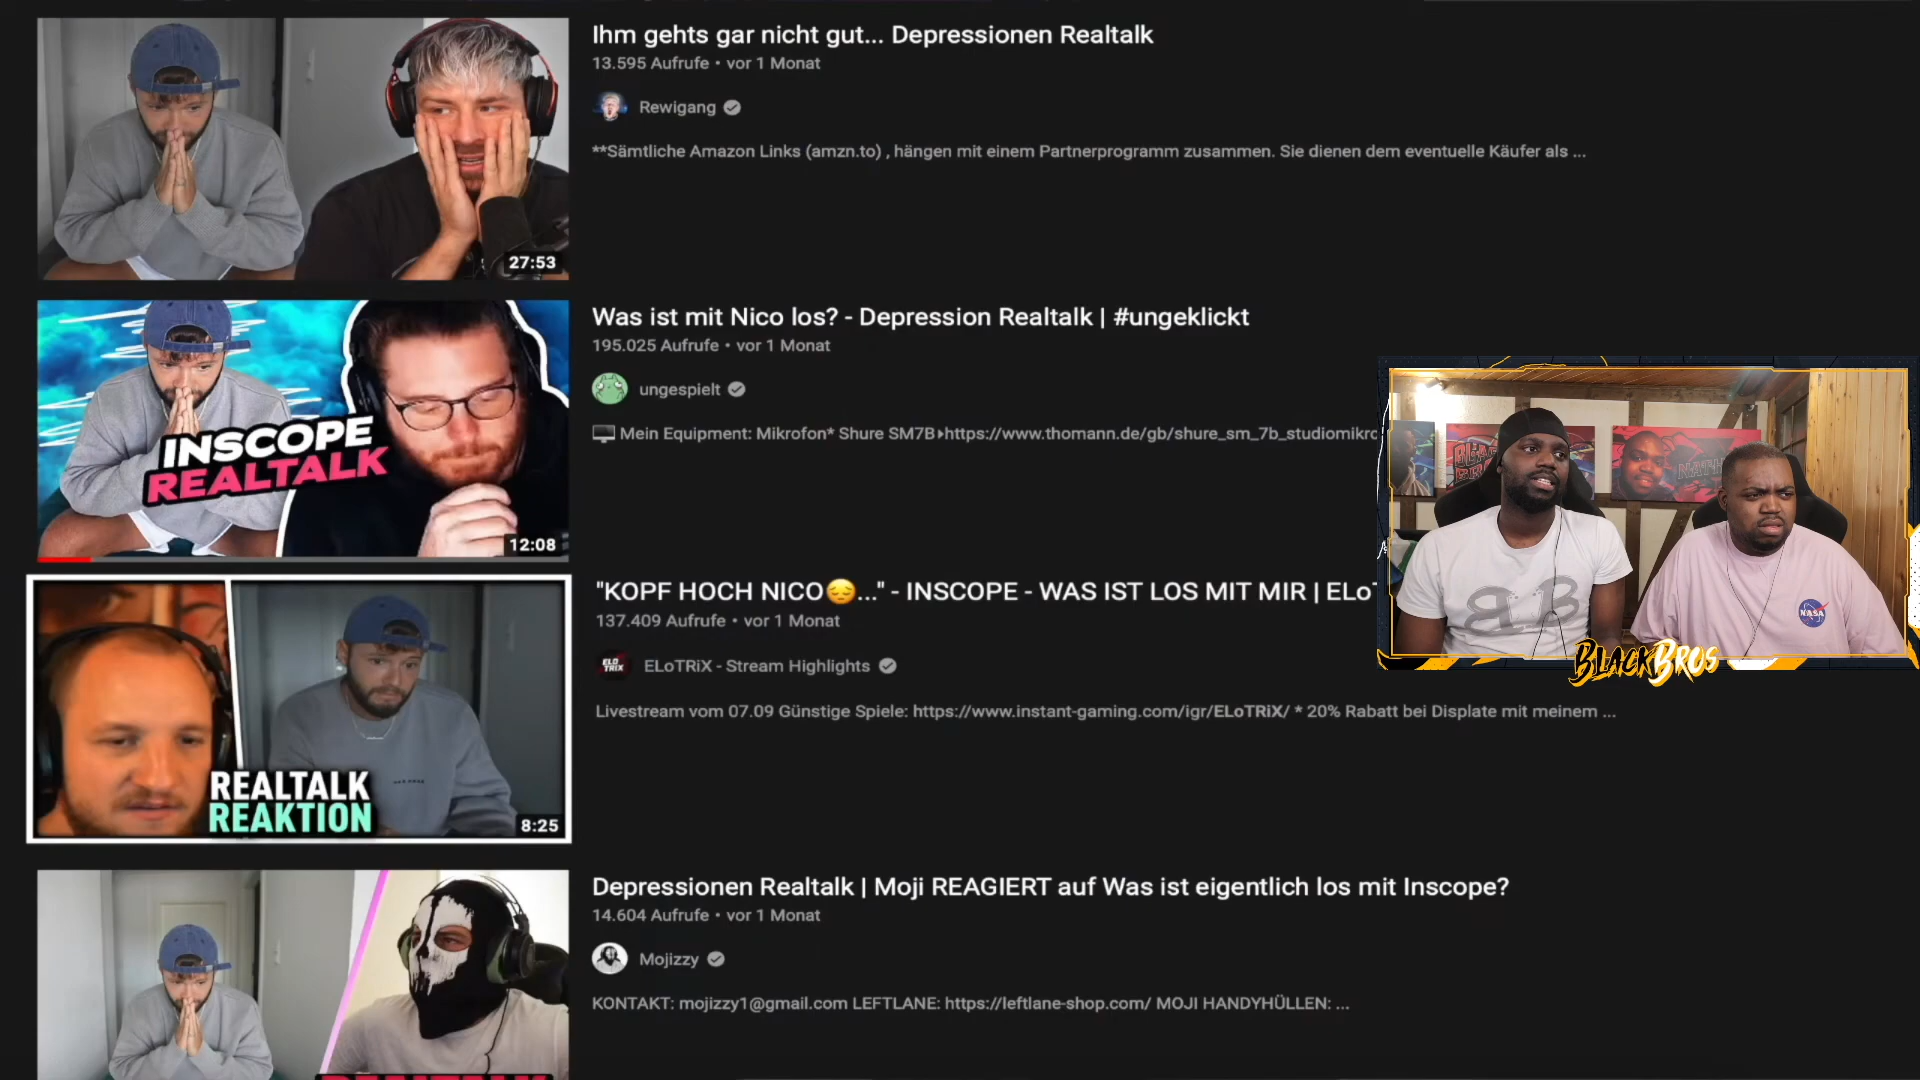 Ihm gehts gar nicht gut... Depressionen Realtalk
13.595 Aufrufe • vor 1 Monat
Rewigang
**Sämtliche Amazon Links (amzn.to) , hängen mit einem Partnerprogramm zusammen. Sie dienen dem eventuelle Käufer als ...
27:53
Was ist mit Nico los? - Depression Realtalk | #ungeklickt
195.025 Aufrufe • vor 1 Monat
ungespielt
Mein Equipment: Mikrofon* Shure SM7B▸https://www.thomann.de/gb/shure_sm_7b_studiomikro
INSCOPE
REALTALK
12:08
NASA
BLACKBROS
"KOPF HOCH NICO😔..." - INSCOPE - WAS IST LOS MIT MIR | ELoT
137.409 Aufrufe • vor 1 Monat
ELO
TRIX
ELoTRiX - Stream Highlights
Livestream vom 07.09 Günstige Spiele: https://www.instant-gaming.com/igr/ELoTRiX/ * 20% Rabatt bei Displate mit meinem ...
REALTALK
REAKTION
8:25
Depressionen Realtalk | Moji REAGIERT auf Was ist eigentlich los mit Inscope?
14.604 Aufrufe • vor 1 Monat
Mojizzy
KONTAKT: mojizzy1@gmail.com LEFTLANE: https://leftlane-shop.com/ MOJI HANDYHÜLLEN: ...
REALTALK